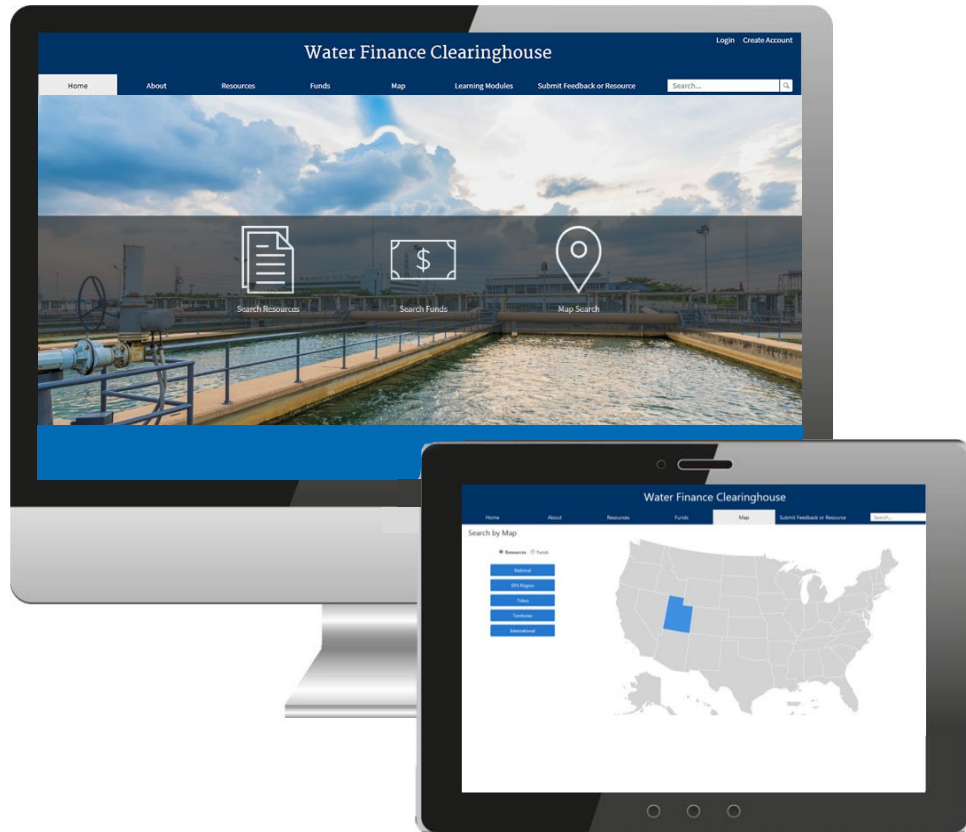 Login Create Account
Water Finance Clearinghouse
Home About Resources Funds Map Learning Modules Submit Feedback or Resource Search...
$
Search Resources Search Funds Map Search
Water Finance Clearinghouse
Home About Resources Funds Map Submit Feedback or Resource Search...
Search by Map
Resources Funds
National
EPA Region
Tribes
Territories
International